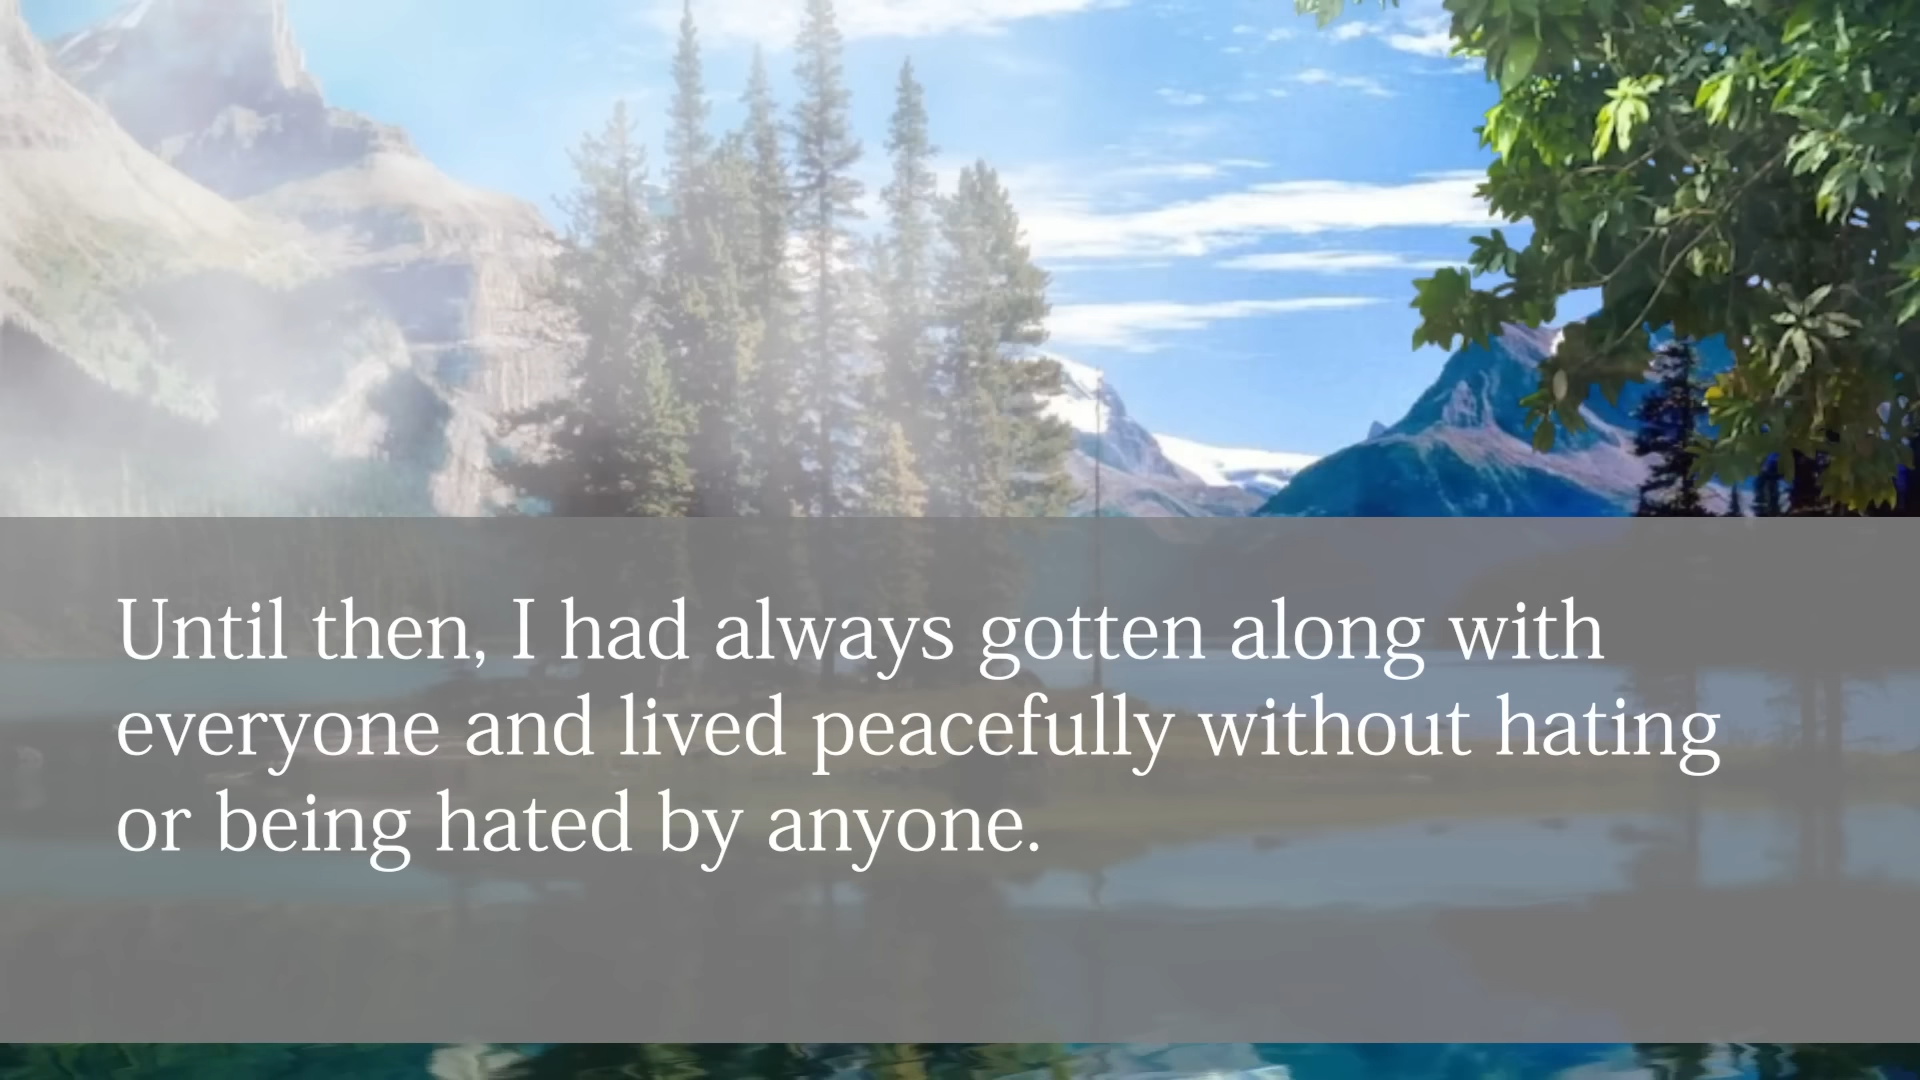 Until then, I had always gotten along with
everyone and lived peacefully without hating
or being hated by anyone.